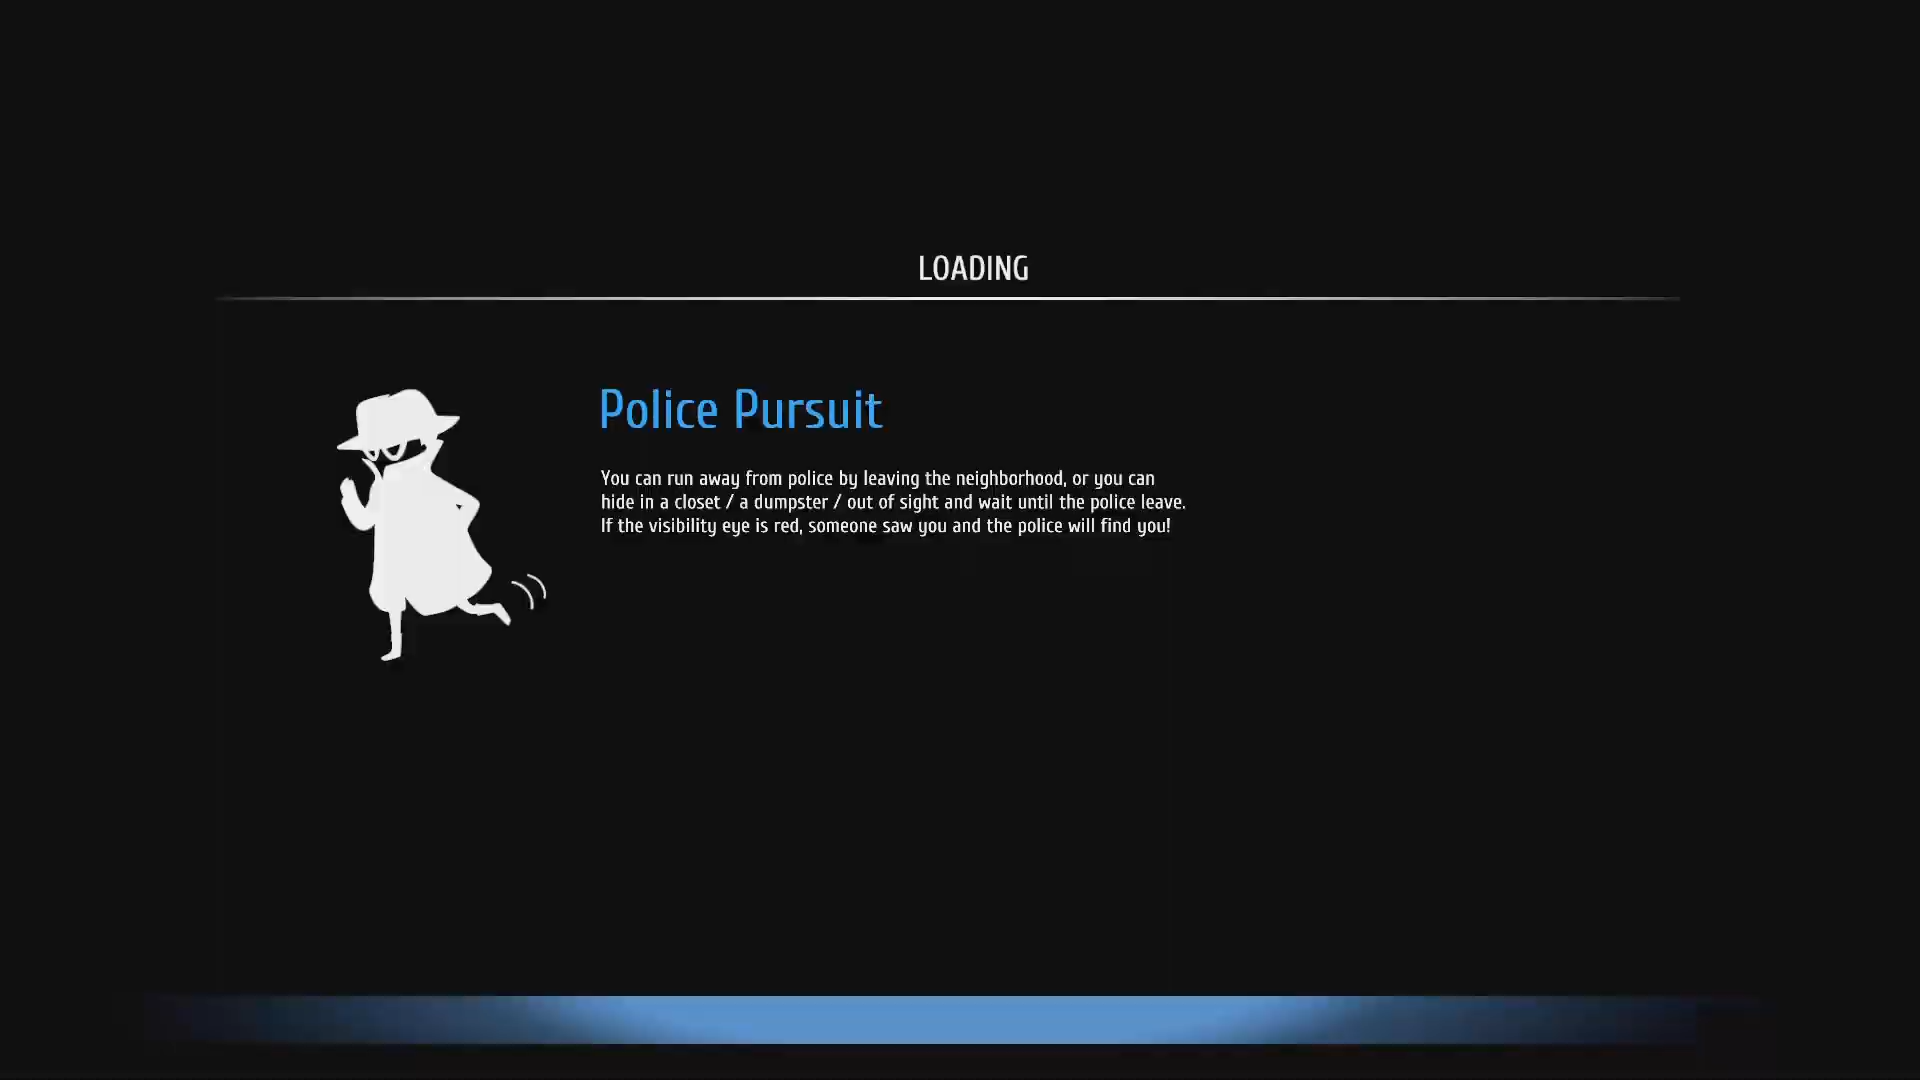 LOADING
Police Pursuit
You can run away from police by leaving the neighborhood, or you can
hide in a closet / a dumpster / out of sight and wait until the police leave.
If the visibility eye is red, someone saw you and the police will find you!